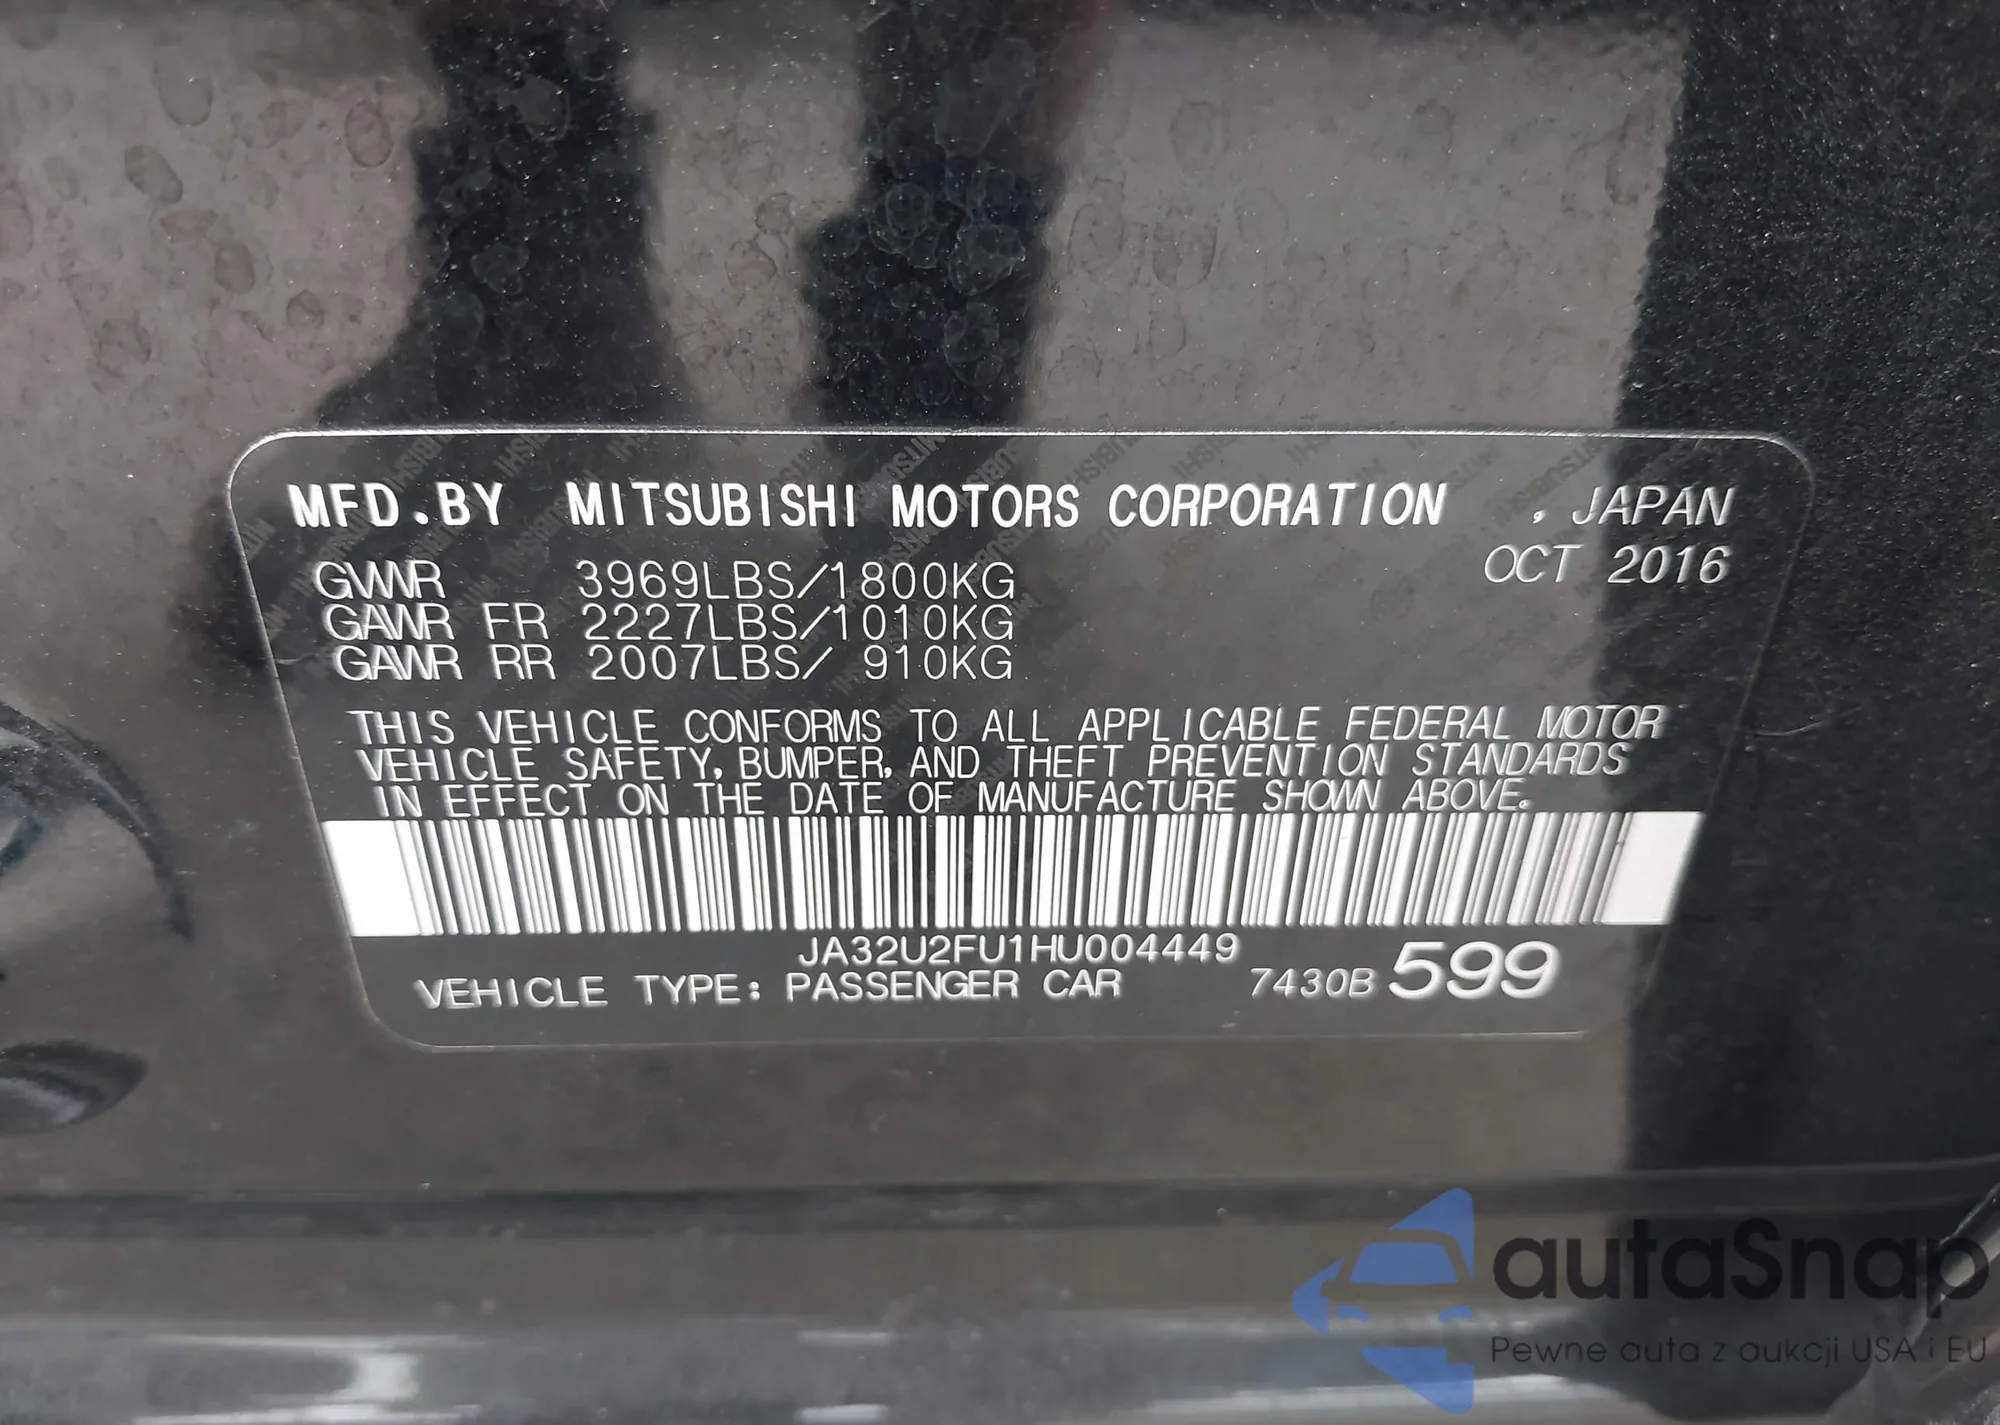 MFD.BY MITSUBISHI MOTORS CORPORATION , JAPAN
OCT 2016
GVWR 3969LBS/1800KG
GAWR FR 2227LBS/1010KG
GAWR RR 2007LBS/ 910KG
THIS VEHICLE CONFORMS TO ALL APPLICABLE FEDERAL MOTOR
VEHICLE SAFETY, BUMPER, AND THEFT PREVENTION STANDARDS
IN EFFECT ON THE DATE OF MANUFACTURE SHOWN ABOVE.
JA32U2FU1HU004449
VEHICLE TYPE: PASSENGER CAR 7430B 599
autaSnap
Pewne auta z aukcji USA i EU